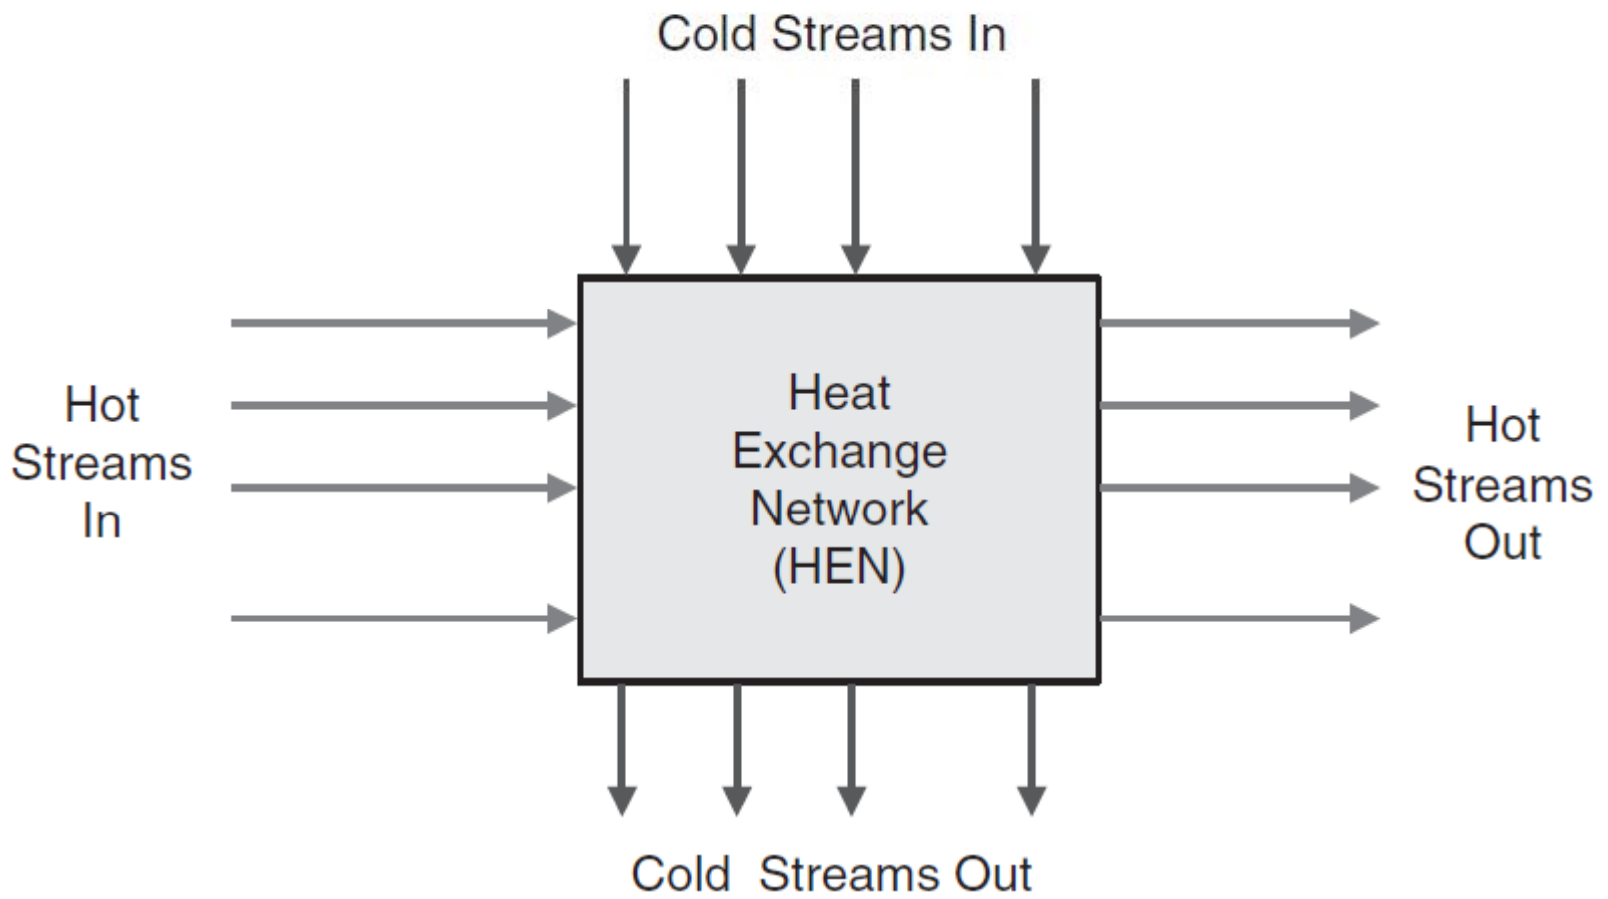 Cold Streams In
Hot
Streams
In
Heat
Exchange
Network
(HEN)
Hot
Streams
Out
Cold Streams Out